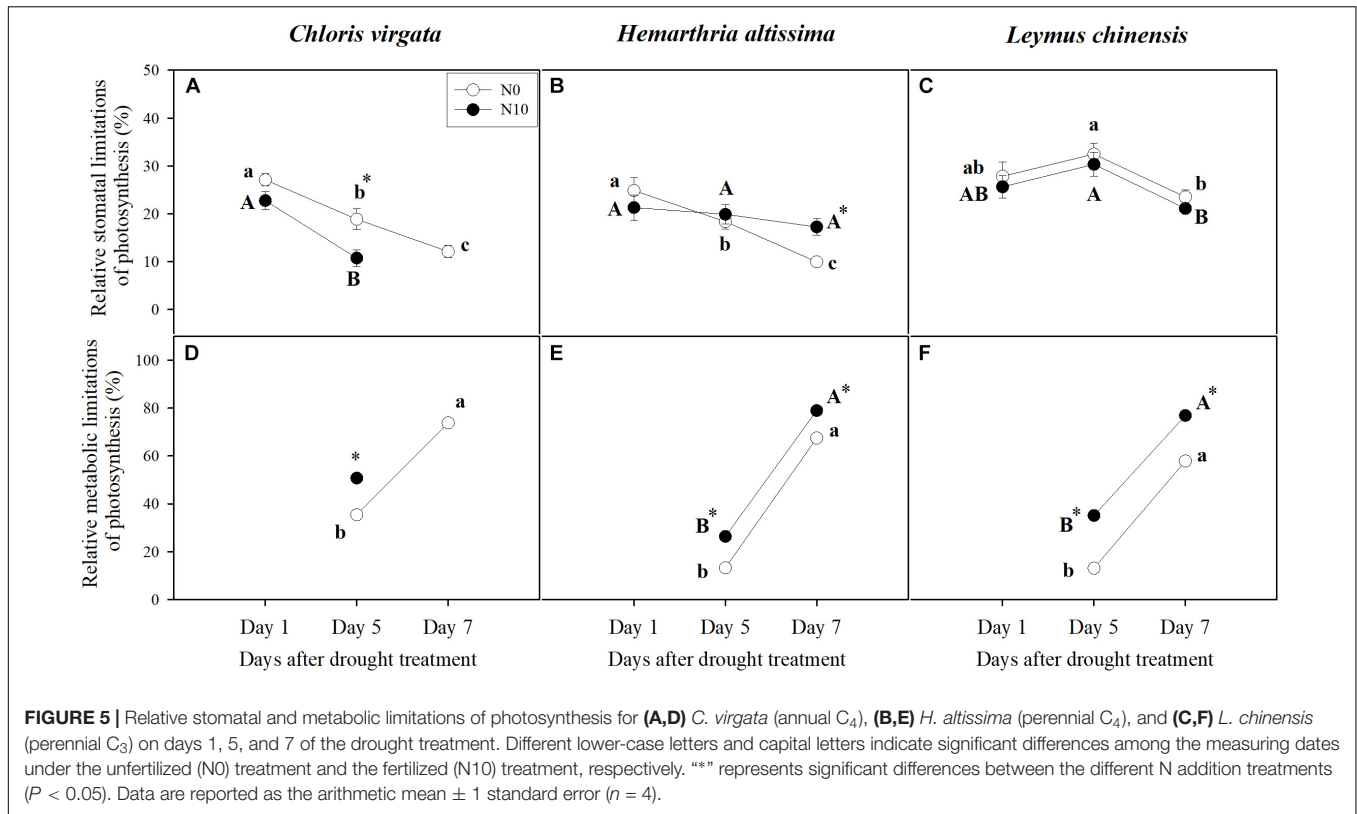 Chloris virgata
Hemarthria altissima
Leymus chinensis
Relative stomatal limitations
of photosynthesis (%)
50
40
30
20
10
0
A
N0
N10
a
A
b*
B
c
B
a
A
A
b
A*
c
C
ab
AB
a
A
b
B
Relative metabolic limitations
of photosynthesis (%)
100
80
60
40
20
0
D
*
b
a
E
B*
b
A*
a
F
B*
b
A*
a
Day 1 Day 5 Day 7
Days after drought treatment
Day 1 Day 5 Day 7
Days after drought treatment
Day 1 Day 5 Day 7
Days after drought treatment
FIGURE 5 | Relative stomatal and metabolic limitations of photosynthesis for (A,D) C. virgata (annual C4), (B,E) H. altissima (perennial C4), and (C,F) L. chinensis
(perennial C3) on days 1, 5, and 7 of the drought treatment. Different lower-case letters and capital letters indicate significant differences among the measuring dates
under the unfertilized (N0) treatment and the fertilized (N10) treatment, respectively. “*” represents significant differences between the different N addition treatments
(P < 0.05). Data are reported as the arithmetic mean ± 1 standard error (n = 4).